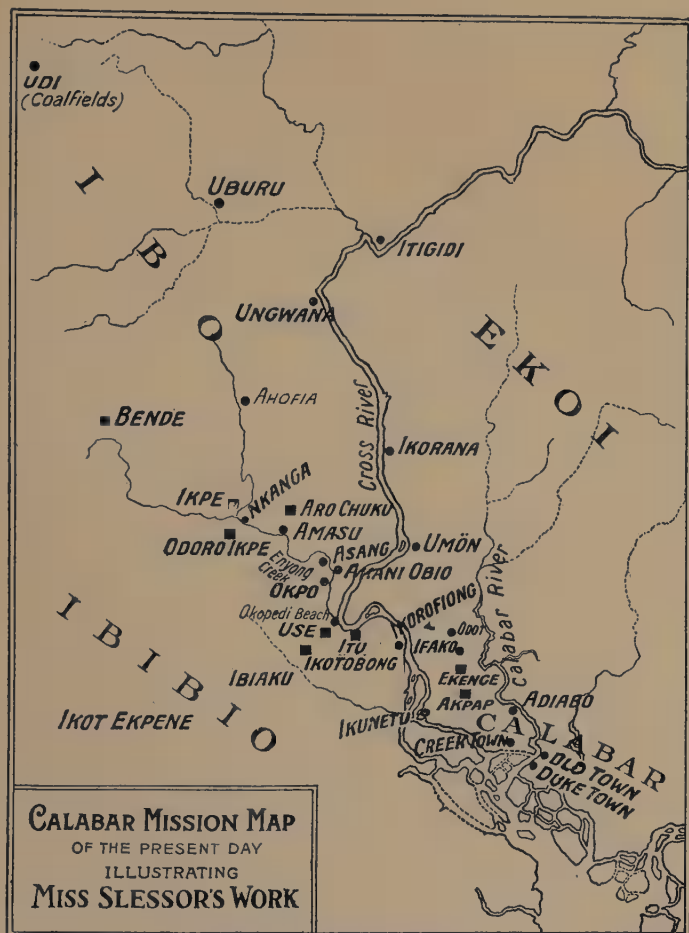 UDI
(Coalfields)
IBO
UBURU
ITIGIDI
UNGWANA
EKOI
AHOFIA
Cross River
BENDE
IKORANA
IKPE
NKANGA
ARO CHUKU
AMASU
ODORO IKPE
ASANG
UMÖN
Enyong
Creek
AKANI OBIO
OKPO
Calabar River
Okopedi Beach
IKOROFIONG
USE
ITU
ODOT
IFAKO
IKOTOBONG
IBIBIO
IBIAKU
EKENGE
AKPAP
ADIABO
IKOT EKPENE
IKUNETU
CALABAR
CREEK TOWN
OLD TOWN
DUKE TOWN
CALABAR MISSION MAP
OF THE PRESENT DAY
ILLUSTRATING
MISS SLESSOR'S WORK